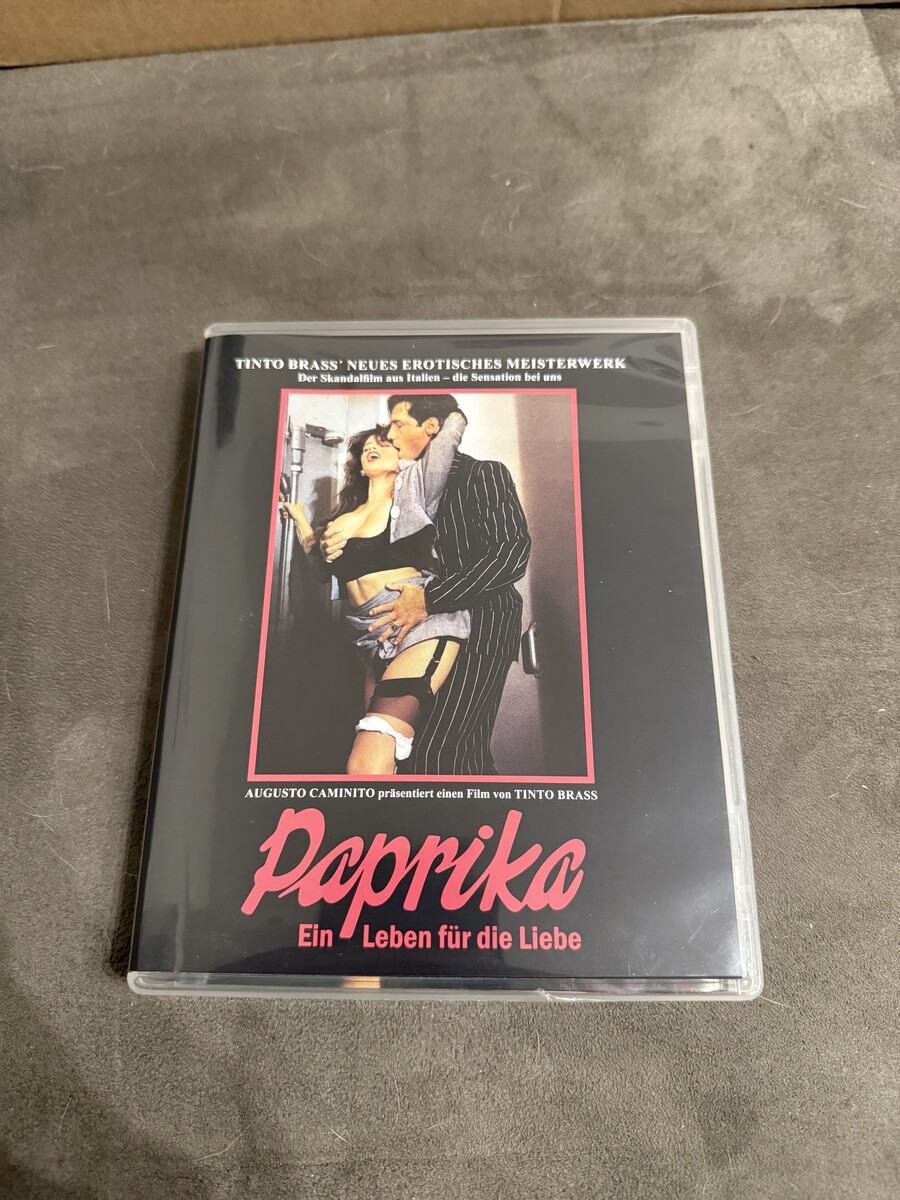 TINTO BRASS' NEUES EROTISCHES MEISTERWERK
Der Skandalfilm aus Italien – die Sensation bei uns
AUGUSTO CAMINITO präsentiert einen Film von TINTO BRASS
Paprika
Ein Leben für die Liebe